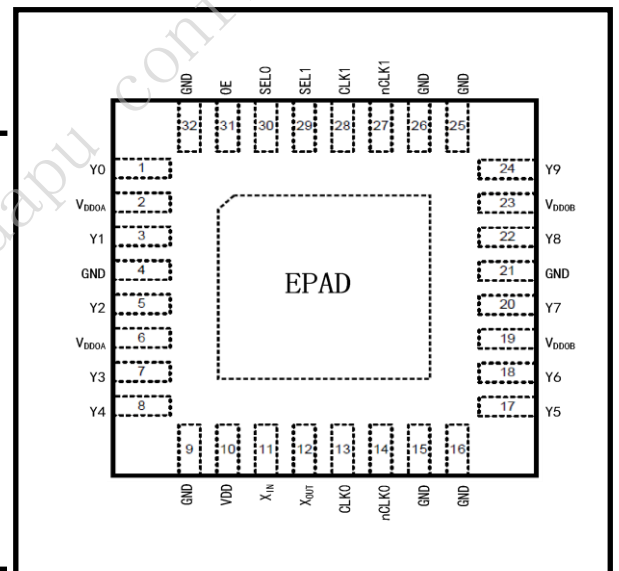 GND OE SEL0 SEL1 CLK1 nCLK1 GND GND
32 31 30 29 28 27 26 25
Y0 1 24 Y9
VDDOA 2 23 VDDOB
Y1 3 22 Y8
GND 4 21 GND
EPAD
Y2 5 20 Y7
VDDOA 6 19 VDDOB
Y3 7 18 Y6
Y4 8 17 Y5
9 10 11 12 13 14 15 16
GND VDD XIN XOUT CLK0 nCLK0 GND GND